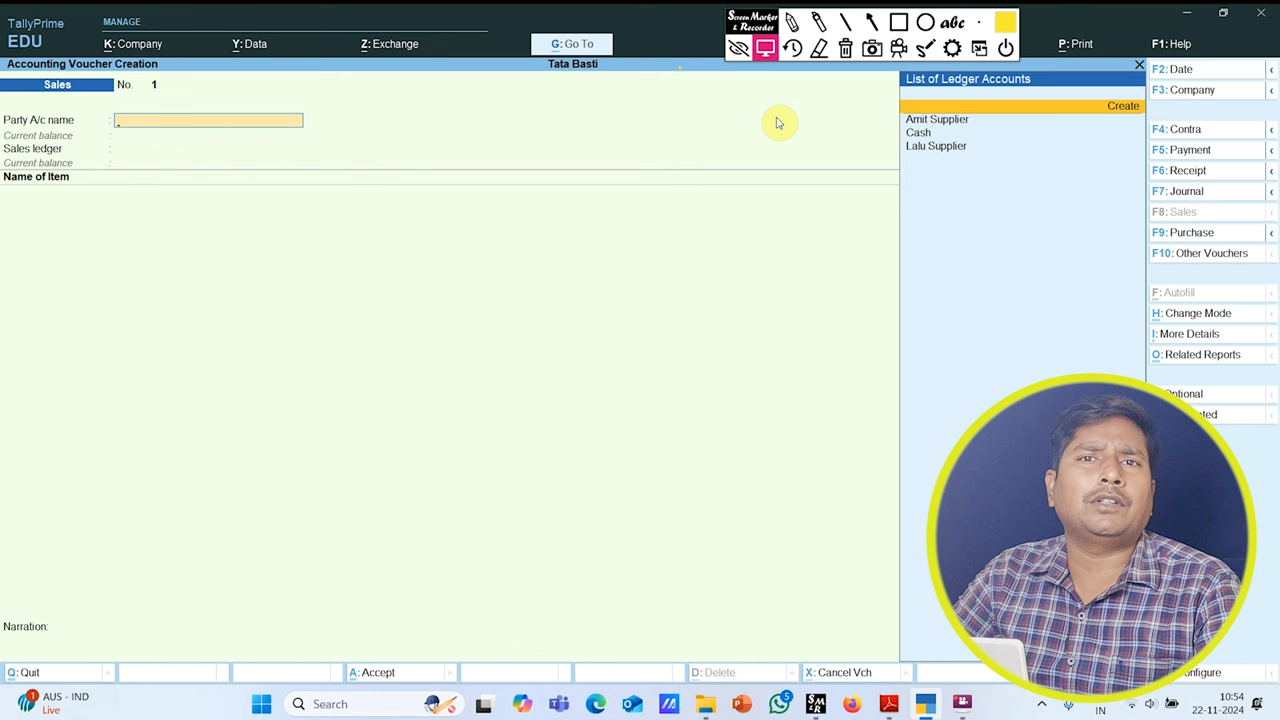 TallyPrime
EDU
MANAGE
K: Company
Y: Data
Z: Exchange
G: Go To
Screen Marker
& Recorder
abc
P: Print
F1: Help
Accounting Voucher Creation
Tata Basti
Sales
No. 1
Party A/c name :
Current balance :
Sales ledger :
Current balance :
Name of Item
List of Ledger Accounts
Create
Amit Supplier
Cash
Lalu Supplier
F2: Date
F3: Company
F4: Contra
F5: Payment
F6: Receipt
F7: Journal
F8: Sales
F9: Purchase
F10: Other Vouchers
F: Autofill
H: Change Mode
I: More Details
O: Related Reports
Narration:
Q: Quit
A: Accept
D: Delete
X: Cancel Vch
1
AUS - IND
Live
Search
5
SM
R
IN
10:54
22-11-2024